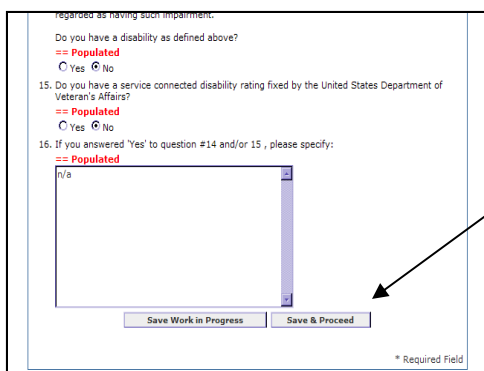 regarded as having such impairment.
Do you have a disability as defined above?
== Populated
Yes No
15. Do you have a service connected disability rating fixed by the United States Department of
Veteran's Affairs?
== Populated
Yes No
16. If you answered 'Yes' to question #14 and/or 15 , please specify:
== Populated
n/a
Save Work in Progress Save & Proceed
* Required Field